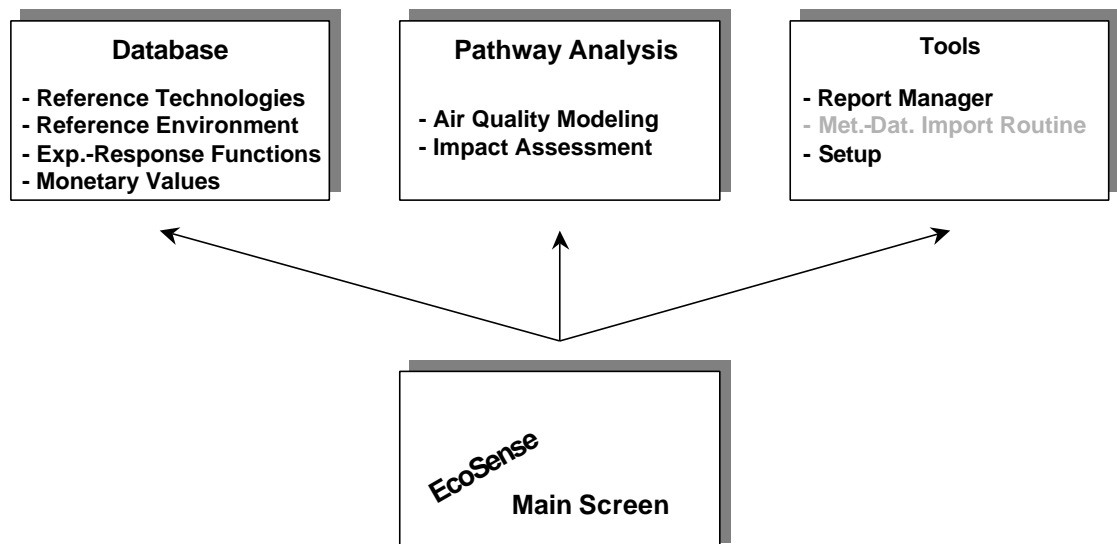 Database
- Reference Technologies
- Reference Environment
- Exp.-Response Functions
- Monetary Values
Pathway Analysis
- Air Quality Modeling
- Impact Assessment
Tools
- Report Manager
- Met.-Dat. Import Routine
- Setup
EcoSense
Main Screen